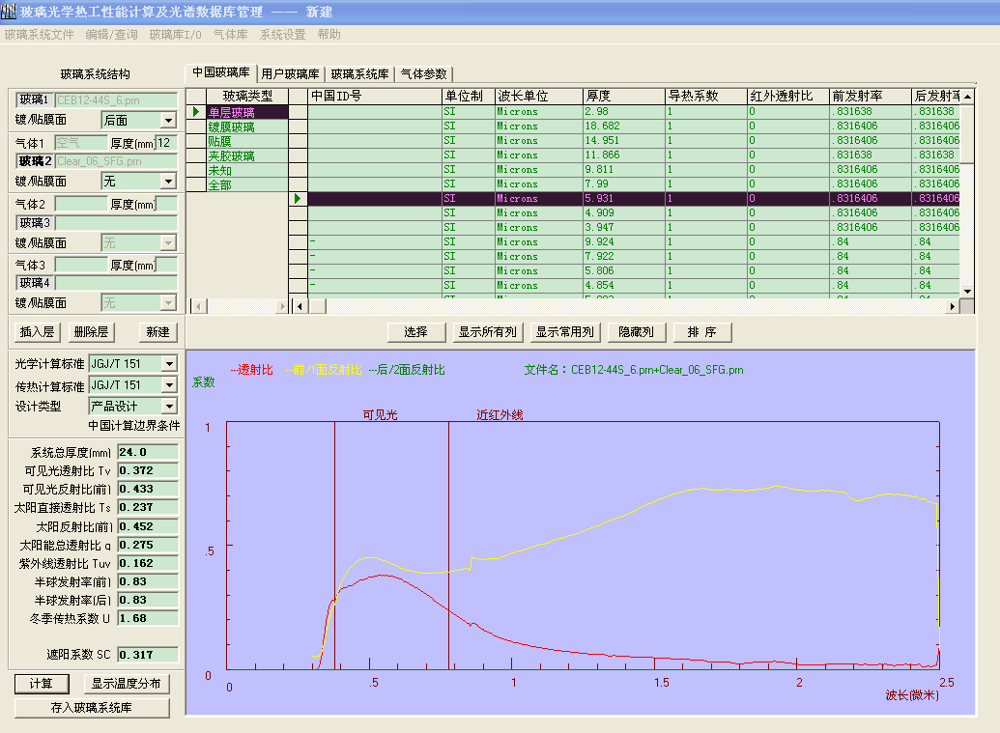 玻璃光学热工性能计算及光谱数据库管理 —— 新建
玻璃系统文件 编辑/查询 玻璃库I/O 气体库 系统设置 帮助
玻璃系统结构
玻璃1 CEB12-44S_6.prn
镀/贴膜面 后面
气体1 空气 厚度(mm) 12
玻璃2 Clear_06_SFG.prn
镀/贴膜面 无
气体2 厚度(mm)
玻璃3
镀/贴膜面 无
气体3 厚度(mm)
玻璃4
镀/贴膜面 无
插入层 删除层 新建
光学计算标准 JGJ/T 151
传热计算标准 JGJ/T 151
设计类型 产品设计
中国计算边界条件
系统总厚度(mm) 24.0
可见光透射比 Tv 0.372
可见光反射比(前) 0.433
太阳直接透射比 Ts 0.237
太阳反射比(前) 0.452
太阳能总透射比 g 0.275
紫外线透射比 Tuv 0.162
半球发射率(前) 0.83
半球发射率(后) 0.83
冬季传热系数 U 1.68
遮阳系数 SC 0.317
计算 显示温度分布
存入玻璃系统库
中国玻璃库 用户玻璃库 玻璃系统库 气体参数
玻璃类型
单层玻璃
镀膜玻璃
贴膜
夹胶玻璃
未知
全部
中国ID号 单位制 波长单位 厚度 导热系数 红外透射比 前发射率 后发射率
SI Microns 2.98 1 0 .831638 .831638
SI Microns 18.682 1 0 .8316406 .8316406
SI Microns 14.951 1 0 .8316406 .8316406
SI Microns 11.866 1 0 .831638 .831638
SI Microns 9.811 1 0 .8316406 .8316406
SI Microns 7.99 1 0 .8316406 .8316406
SI Microns 5.931 1 0 .8316406 .8316406
SI Microns 4.909 1 0 .8316406 .8316406
SI Microns 3.947 1 0 .8316406 .8316406
- SI Microns 9.924 1 0 .84 .84
- SI Microns 7.922 1 0 .84 .84
- SI Microns 5.806 1 0 .84 .84
- SI Microns 4.854 1 0 .84 .84
选择 显示所有列 显示常用列 隐藏列 排 序
---透射比 ---前/1面反射比 ---后/2面反射比 文件名：CEB12-44S_6.prn+Clear_06_SFG.prn
系数
可见光 近红外线
1
.5
0
0 .5 1 1.5 2 2.5
波长(微米)